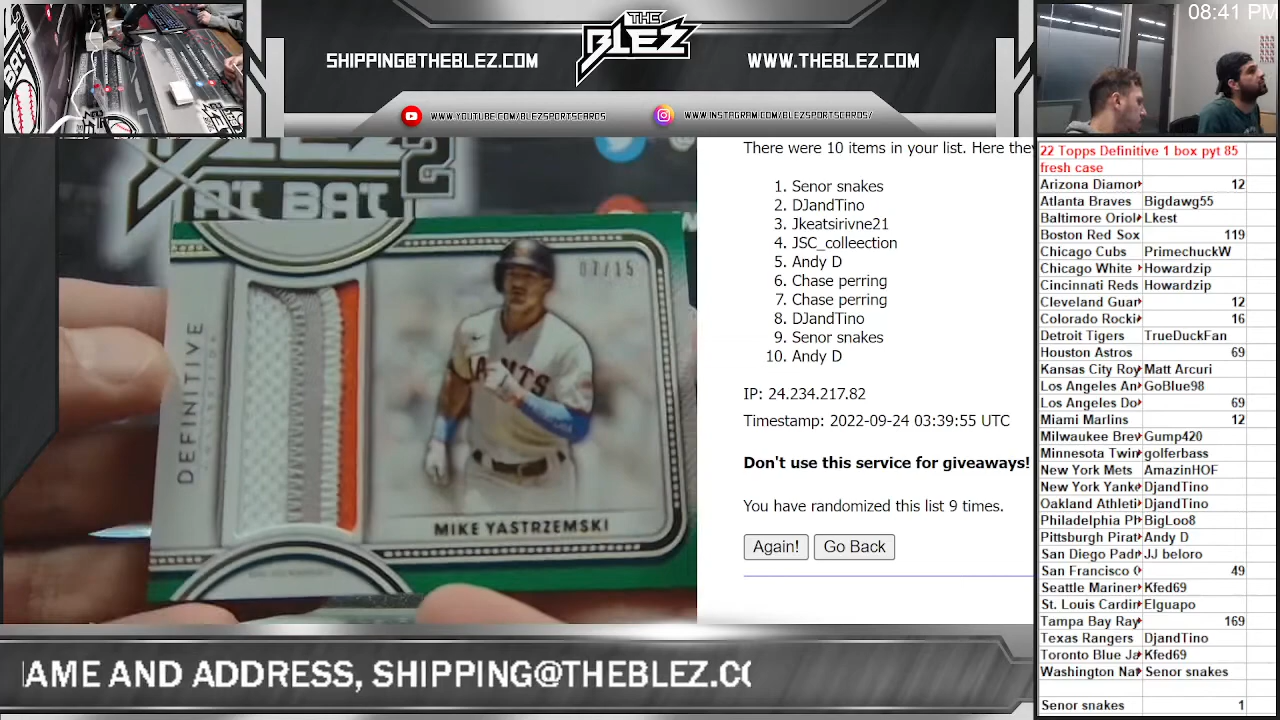 08:41 PM
THE BLEZ
SHIPPING@THEBLEZ.COM
WWW.THEBLEZ.COM
WWW.YOUTUBE.COM/BLEZSPORTSCARDS
WWW.INSTAGRAM.COM/BLEZSPORTSCARDS/
There were 10 items in your list. Here they
1. Senor snakes
2. DJandTino
3. Jkeatsirivne21
4. JSC_colleection
5. Andy D
6. Chase perring
7. Chase perring
8. DJandTino
9. Senor snakes
10. Andy D
IP: 24.234.217.82
Timestamp: 2022-09-24 03:39:55 UTC
Don't use this service for giveaways!
You have randomized this list 9 times.
Again! Go Back
AT BAT
DEFINITIVE
07/15
MIKE YASTRZEMSKI
22 Topps Definitive 1 box pyt 85
fresh case
Arizona Diamor 12
Atlanta Braves Bigdawg55
Baltimore Oriol Lkest
Boston Red Sox 119
Chicago Cubs PrimechuckW
Chicago White Howardzip
Cincinnati Reds Howardzip
Cleveland Guar 12
Colorado Rocki 16
Detroit Tigers TrueDuckFan
Houston Astros 69
Kansas City Roy Matt Arcuri
Los Angeles An GoBlue98
Los Angeles Do 69
Miami Marlins 12
Milwaukee Brev Gump420
Minnesota Twin golferbass
New York Mets AmazinHOF
New York Yanke DjandTino
Oakland Athleti DjandTino
Philadelphia Ph BigLoo8
Pittsburgh Pirat Andy D
San Diego Padr JJ beloro
San Francisco 49
Seattle Mariner Kfed69
St. Louis Cardir Elguapo
Tampa Bay Ray 169
Texas Rangers DjandTino
Toronto Blue Ja Kfed69
Washington Nat Senor snakes
Senor snakes 1
AME AND ADDRESS, SHIPPING@THEBLEZ.CO